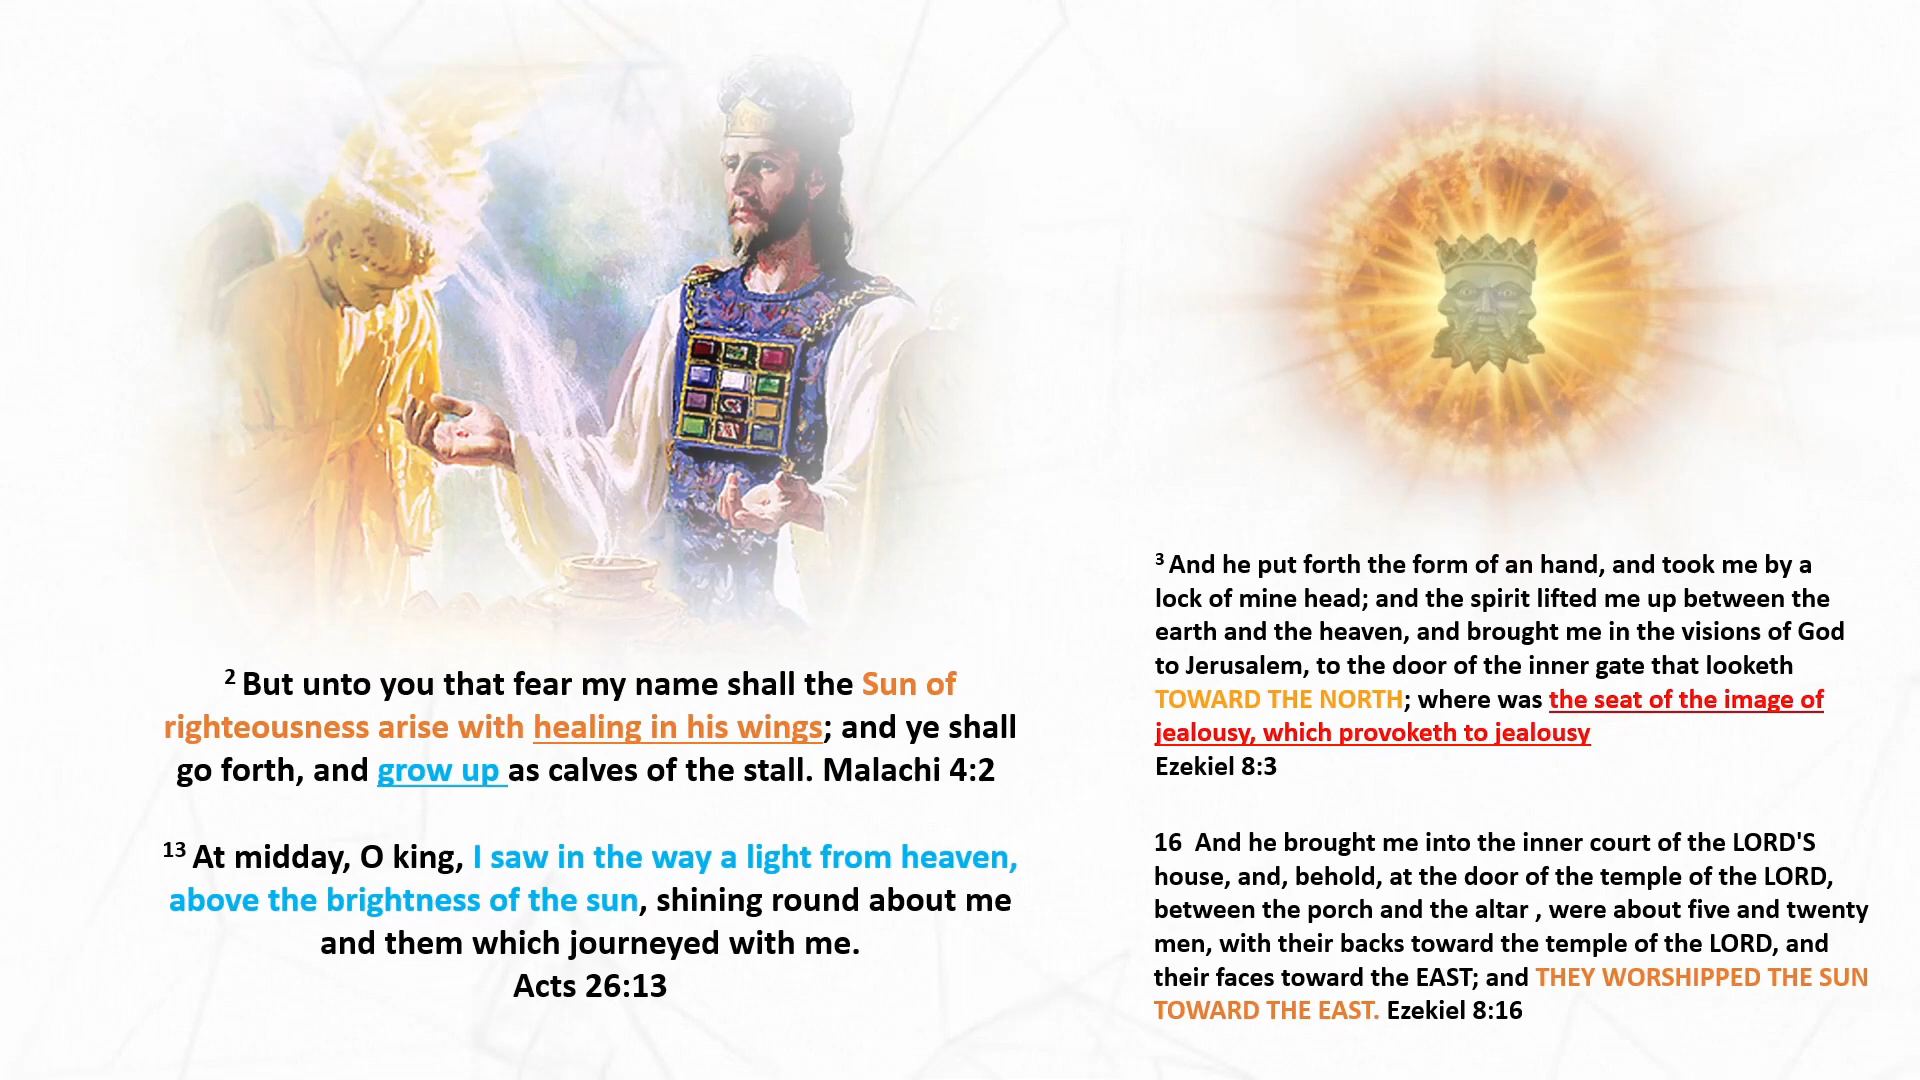 2 But unto you that fear my name shall the Sun of
righteousness arise with healing in his wings; and ye shall
go forth, and grow up as calves of the stall. Malachi 4:2
13 At midday, O king, I saw in the way a light from heaven,
above the brightness of the sun, shining round about me
and them which journeyed with me.
Acts 26:13
3 And he put forth the form of an hand, and took me by a
lock of mine head; and the spirit lifted me up between the
earth and the heaven, and brought me in the visions of God
to Jerusalem, to the door of the inner gate that looketh
TOWARD THE NORTH; where was the seat of the image of
jealousy, which provoketh to jealousy
Ezekiel 8:3
16  And he brought me into the inner court of the LORD'S
house, and, behold, at the door of the temple of the LORD,
between the porch and the altar , were about five and twenty
men, with their backs toward the temple of the LORD, and
their faces toward the EAST; and THEY WORSHIPPED THE SUN
TOWARD THE EAST. Ezekiel 8:16